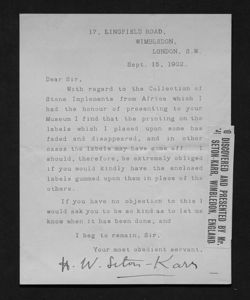 17, LINGFIELD ROAD,
WIMBLEDON,
LONDON. S.W.
Sept. 15, 1902.
Dear Sir,
With regard to the Collection of
Stone Implements from Africa which I
had the honour of presenting to your
Museum I find that the printing on the
labels which I placed upon some has
faded and disappeared, and in other
cases the labels may have gone off I
should, therefore, be extremely obliged
if you would kindly have the enclosed
labels gummed upon them in place of the
others.
If you have no objection to this I
would ask you to be so kind as to let me
know when it has been done, and
I beg to remain, Sir.
Your most obedient servant,
H. W. Seton-Karr
DISCOVERED AND PRESENTED BY Mr.
SETON-KARR, WIMBLEDON, ENGLAND.